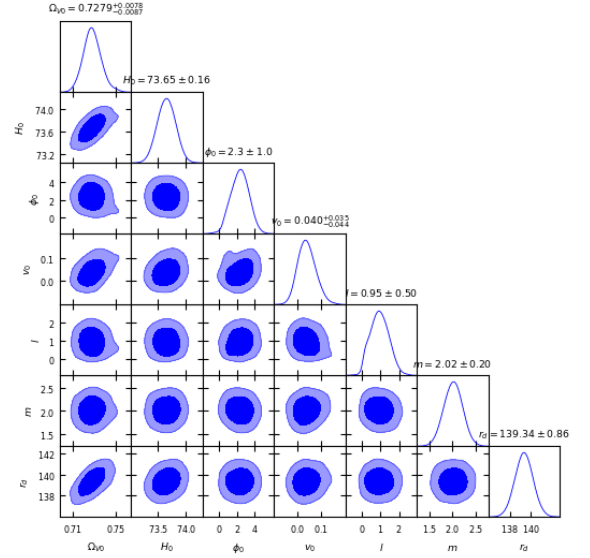 Ω_{V0} = 0.7279^{+0.0078}_{−0.0087}
H_0 = 73.65 ± 0.16
74.0
73.6
73.2
H_0
ϕ_0 = 2.3 ± 1.0
4
2
0
ϕ_0
v_0 = 0.040^{+0.035}_{−0.044}
0.1
0.0
v_0
l = 0.95 ± 0.50
2
1
0
l
m = 2.02 ± 0.20
2.5
2.0
1.5
m
r_d = 139.34 ± 0.86
142
140
138
r_d
0.71 0.75 73.5 74.0 0 2 4 0.0 0.1 0 1 2 1.5 2.0 2.5 138 140
Ω_{V0} H_0 ϕ_0 v_0 l m r_d